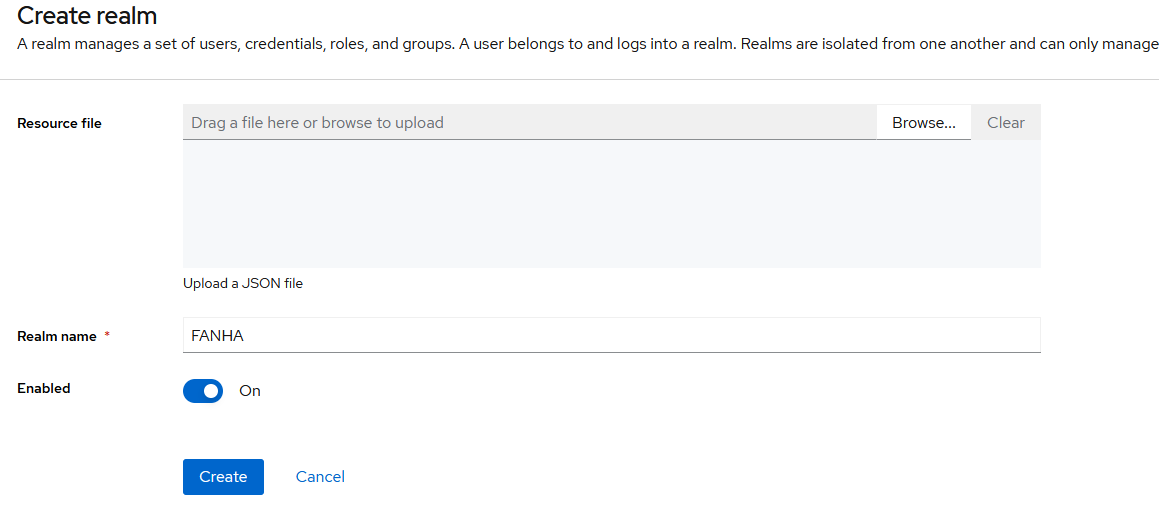 Create realm
A realm manages a set of users, credentials, roles, and groups. A user belongs to and logs into a realm. Realms are isolated from one another and can only manage
Resource file
Drag a file here or browse to upload
Browse...
Clear
Upload a JSON file
Realm name *
FANHA
Enabled
On
Create
Cancel